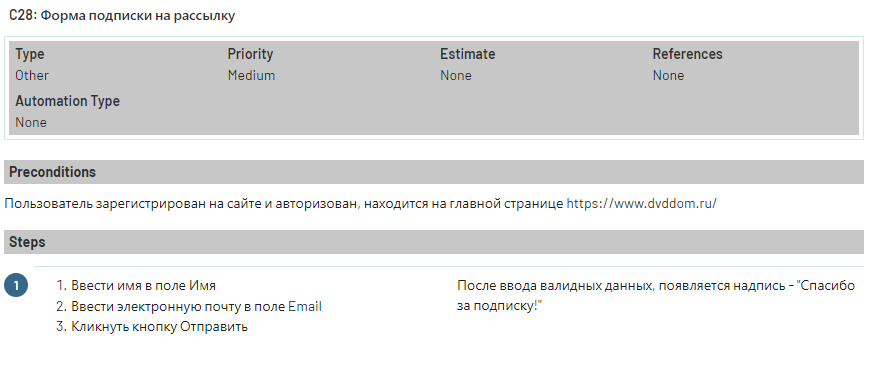 C28: Форма подписки на рассылку
Type Priority Estimate References
Other Medium None None
Automation Type
None
Preconditions
Пользователь зарегистрирован на сайте и авторизован, находится на главной странице https://www.dvddom.ru/
Steps
1
1. Ввести имя в поле Имя
2. Ввести электронную почту в поле Email
3. Кликнуть кнопку Отправить
После ввода валидных данных, появляется надпись - "Спасибо
за подписку!"